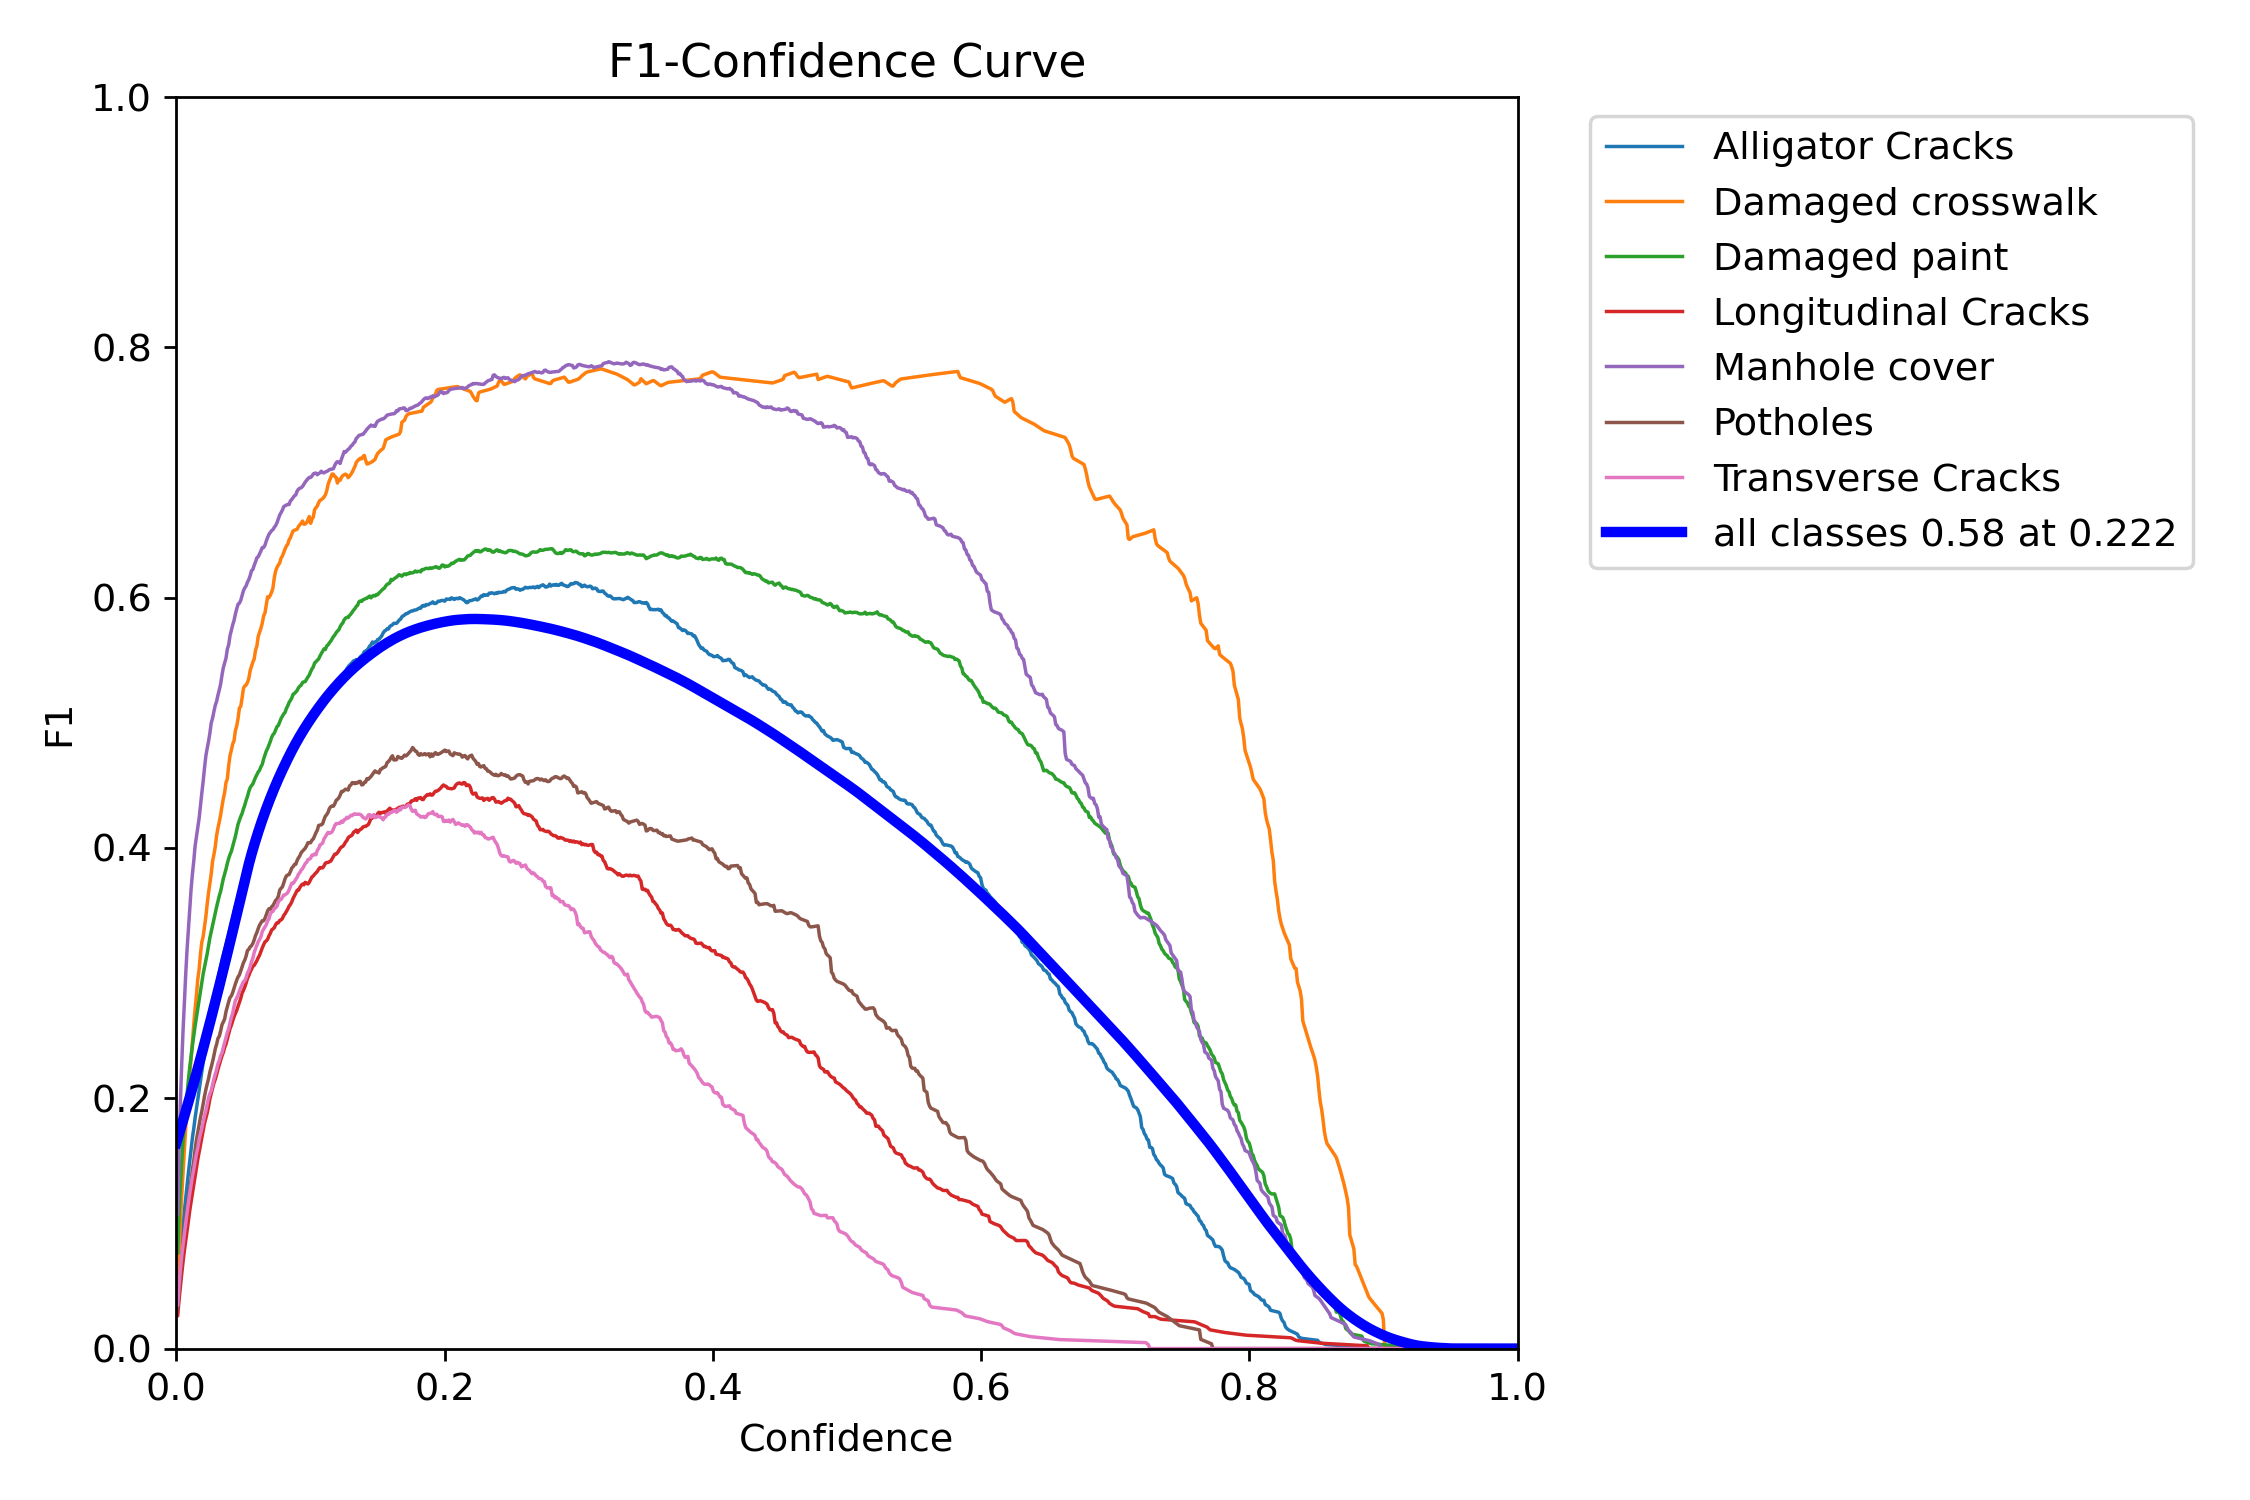 F1-Confidence Curve
1.0
0.8
0.6
0.4
0.2
0.0
F1
0.0 0.2 0.4 0.6 0.8 1.0
Confidence
Alligator Cracks
Damaged crosswalk
Damaged paint
Longitudinal Cracks
Manhole cover
Potholes
Transverse Cracks
all classes 0.58 at 0.222